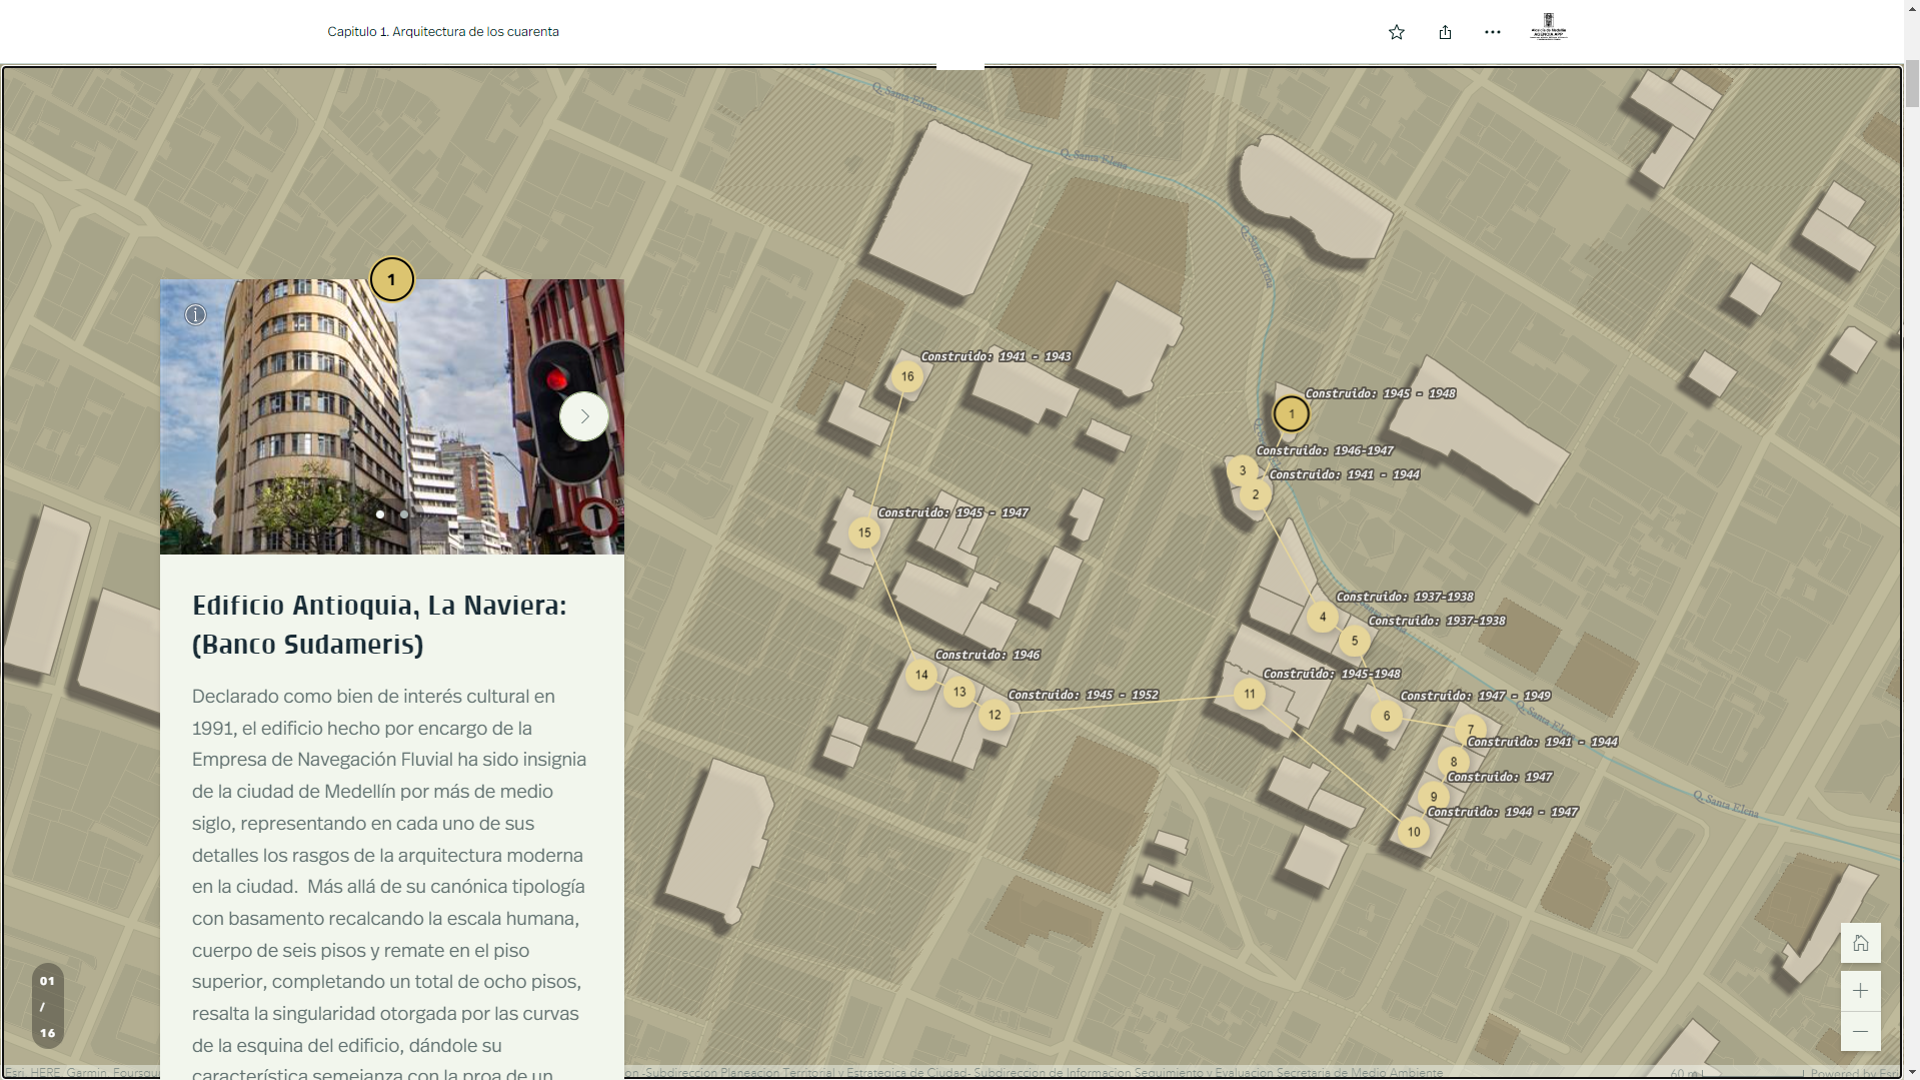 Capitulo 1. Arquitectura de los cuarenta
Q. Santa Elena
Q. Santa Elena
Q. Santa Elena
1
Edificio Antioquia, La Naviera:
(Banco Sudameris)
Declarado como bien de interés cultural en
1991, el edificio hecho por encargo de la
Empresa de Navegación Fluvial ha sido insignia
de la ciudad de Medellín por más de medio
siglo, representando en cada uno de sus
detalles los rasgos de la arquitectura moderna
en la ciudad.  Más allá de su canónica tipología
con basamento recalcando la escala humana,
cuerpo de seis pisos y remate en el piso
superior, completando un total de ocho pisos,
resalta la singularidad otorgada por las curvas
de la esquina del edificio, dándole su
característica semejanza con la proa de un
01
/
16
16
Construido: 1941 - 1943
1
Construido: 1945 - 1948
3
Construido: 1946-1947
2
Construido: 1941 - 1944
15
Construido: 1945 - 1947
4
Construido: 1937-1938
5
Construido: 1937-1938
14
Construido: 1946
13
12
Construido: 1945 - 1952
11
Construido: 1945-1948
6
Construido: 1947 - 1949
7
Construido: 1941 - 1944
8
Construido: 1947
9
Construido: 1944 - 1947
10
Q. Santa Elena
Q. Santa Elena
Esri, HERE, Garmin, Foursqu
on -Subdireccion Planeacion Territorial y Estrategica de Ciudad- Subdireccion de Informacion Seguimiento y Evaluacion Secretaria de Medio Ambiente
60 m
Powered by Esri